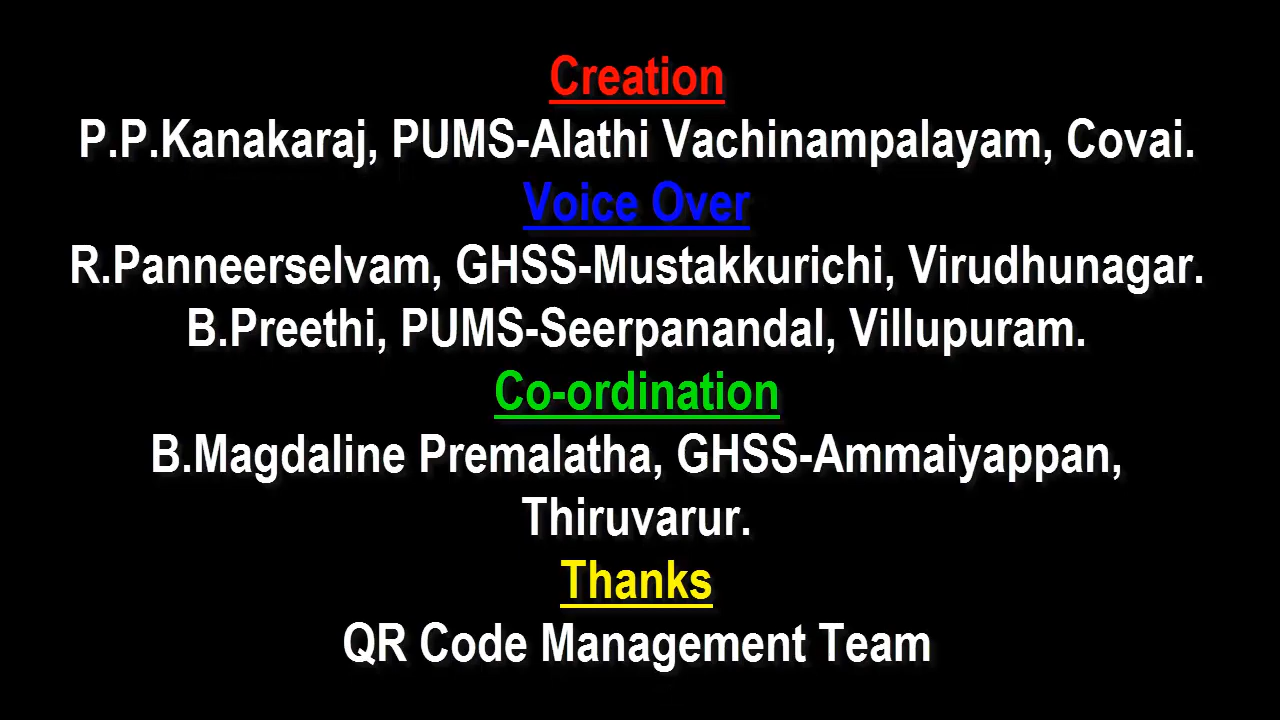 Creation
P.P.Kanakaraj, PUMS-Alathi Vachinampalayam, Covai.
Voice Over
R.Panneerselvam, GHSS-Mustakkurichi, Virudhunagar.
B.Preethi, PUMS-Seerpanandal, Villupuram.
Co-ordination
B.Magdaline Premalatha, GHSS-Ammaiyappan,
Thiruvarur.
Thanks
QR Code Management Team